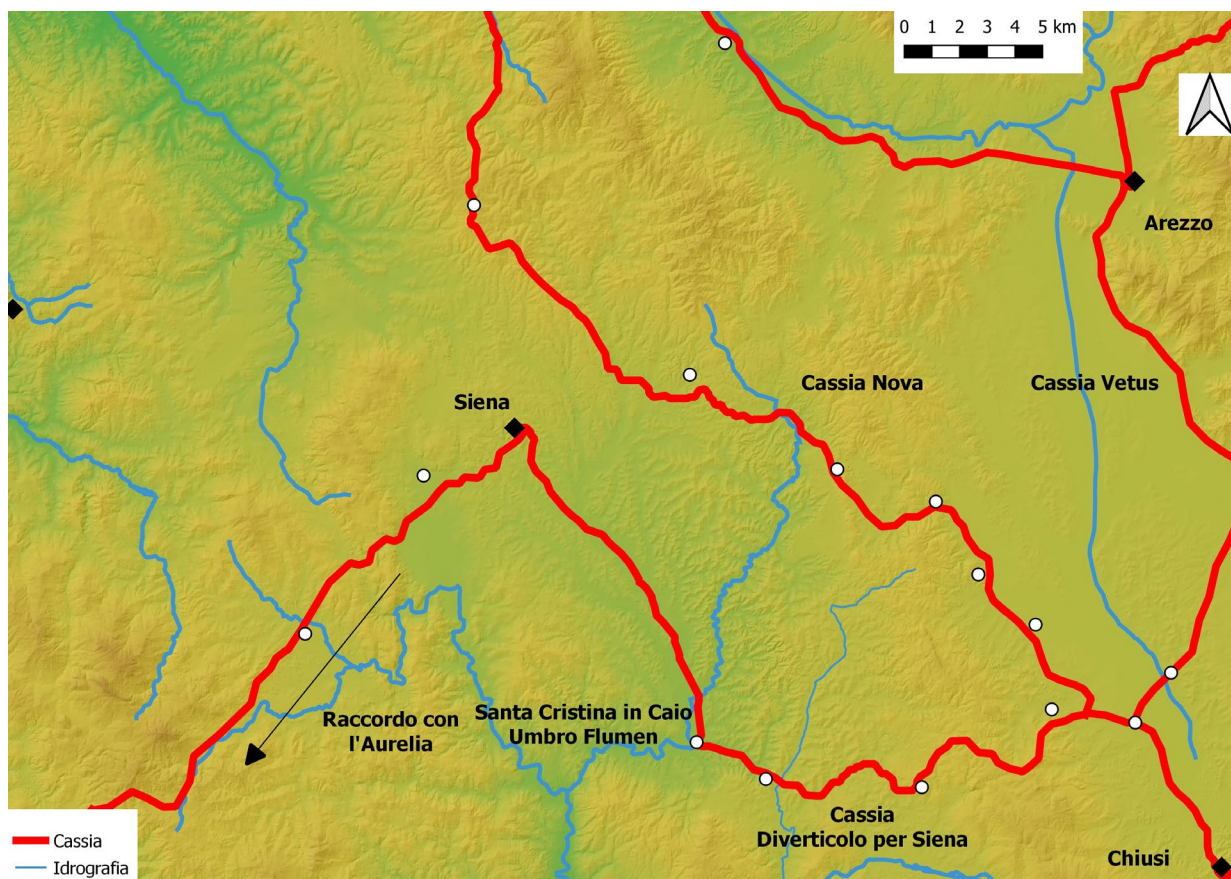 0 1 2 3 4 5 km
Arezzo
Cassia Nova
Cassia Vetus
Siena
Santa Cristina in Caio
Umbro Flumen
Raccordo con
l'Aurelia
Cassia
Diverticolo per Siena
Chiusi
Cassia
Idrografia